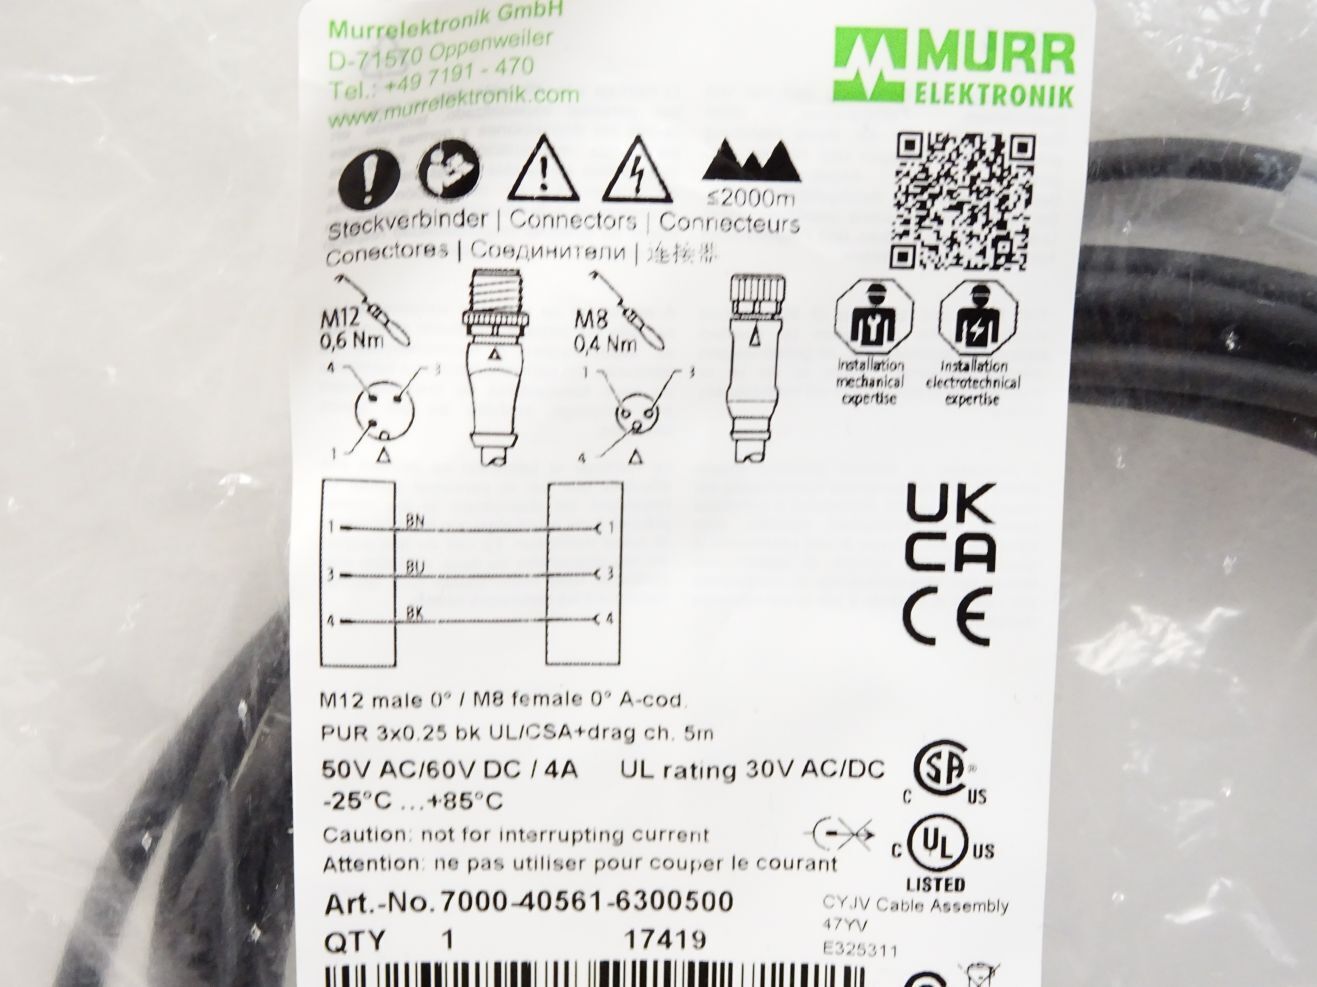 Murrelektronik GmbH
D-71570 Oppenweiler
Tel.: +49 7191 - 470
www.murrelektronik.com
MURR
ELEKTRONIK
≤2000m
Steckverbinder | Connectors | Connecteurs
Conectores | Соединители | 连接器
M12
0,6 Nm
M8
0,4 Nm
installation
mechanical
expertise
installation
electrotechnical
expertise
4 3
1
1 3
4
1 BN 1
3 BU 3
4 BK 4
UK
CA
CE
M12 male 0° / M8 female 0° A-cod.
PUR 3x0.25 bk UL/CSA+drag ch. 5m
50V AC/60V DC / 4A UL rating 30V AC/DC
-25°C ...+85°C
Caution: not for interrupting current
Attention: ne pas utiliser pour couper le courant
C SA ® US
C UL US
LISTED
Art.-No. 7000-40561-6300500
QTY 1 17419
CYJV Cable Assembly
47YV
E325311